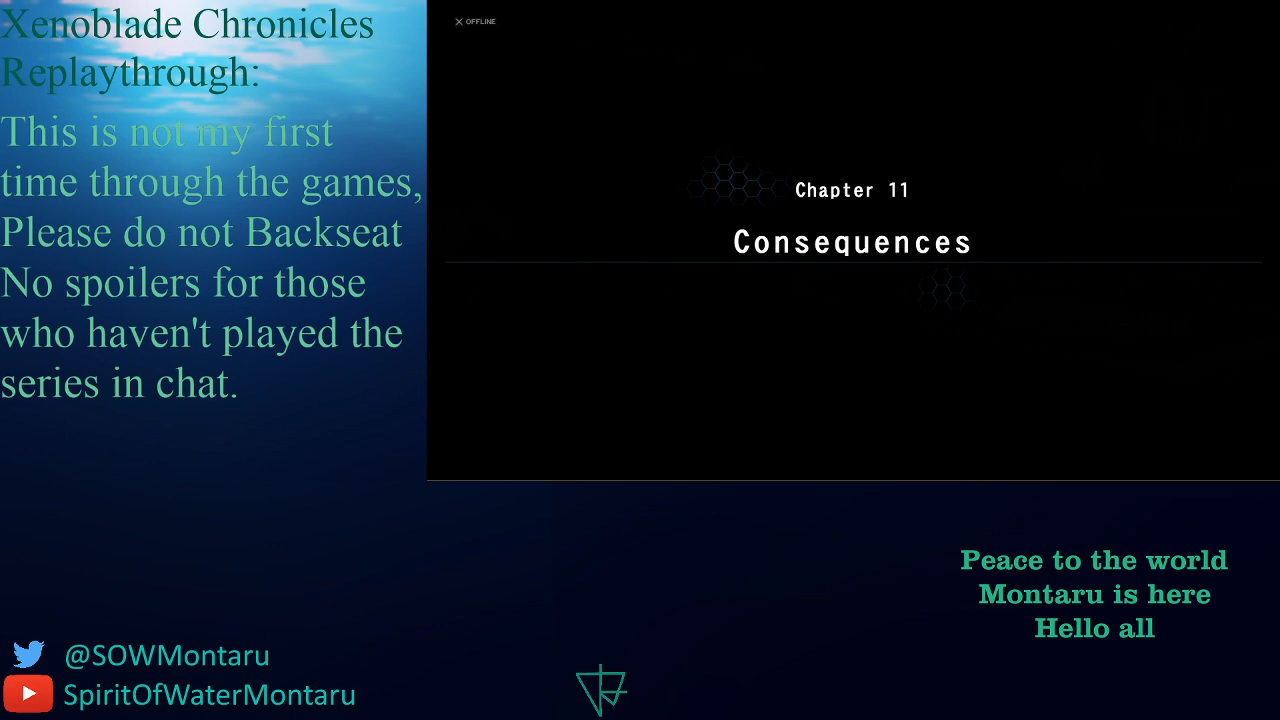 Xenoblade Chronicles
Replaythrough:
This is not my first
time through the games,
Please do not Backseat
No spoilers for those
who haven't played the
series in chat.
OFFLINE
Chapter 11
Consequences
Peace to the world
Montaru is here
Hello all
@SOWMontaru
SpiritOfWaterMontaru